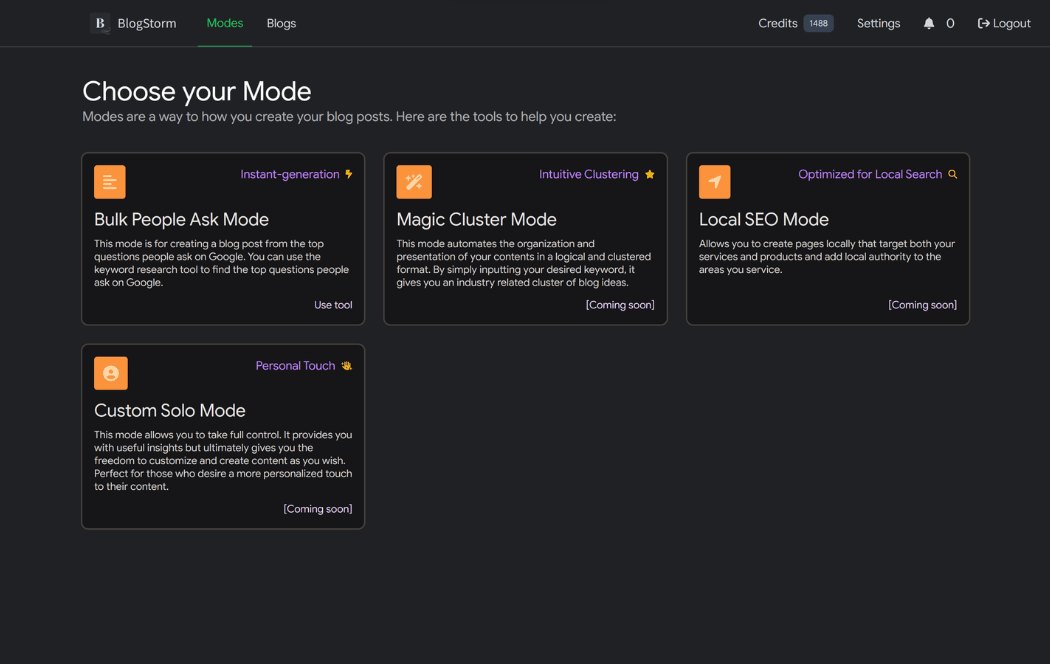 B BlogStorm Modes Blogs Credits 1488 Settings 0 Logout
Choose your Mode
Modes are a way to how you create your blog posts. Here are the tools to help you create:
Instant-generation
Bulk People Ask Mode
This mode is for creating a blog post from the top
questions people ask on Google. You can use the
keyword research tool to find the top questions people
ask on Google.
Use tool
Intuitive Clustering
Magic Cluster Mode
This mode automates the organization and
presentation of your contents in a logical and clustered
format. By simply inputting your desired keyword, it
gives you an industry related cluster of blog ideas.
[Coming soon]
Optimized for Local Search
Local SEO Mode
Allows you to create pages locally that target both your
services and products and add local authority to the
areas you service.
[Coming soon]
Personal Touch
Custom Solo Mode
This mode allows you to take full control. It provides you
with useful insights but ultimately gives you the
freedom to customize and create content as you wish.
Perfect for those who desire a more personalized touch
to their content.
[Coming soon]